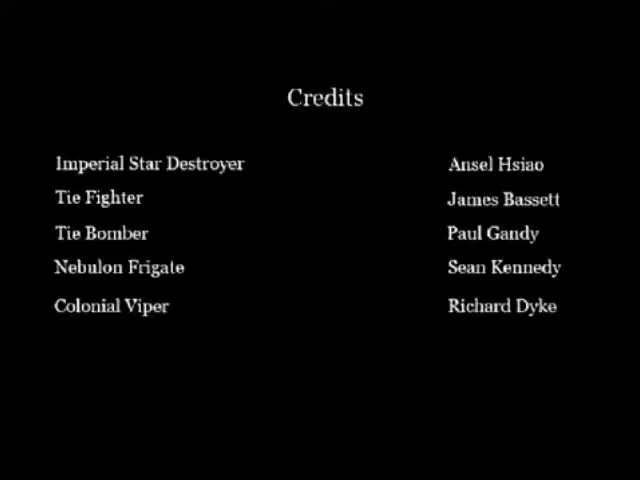 Credits
Imperial Star Destroyer Ansel Hsiao
Tie Fighter James Bassett
Tie Bomber Paul Gandy
Nebulon Frigate Sean Kennedy
Colonial Viper Richard Dyke